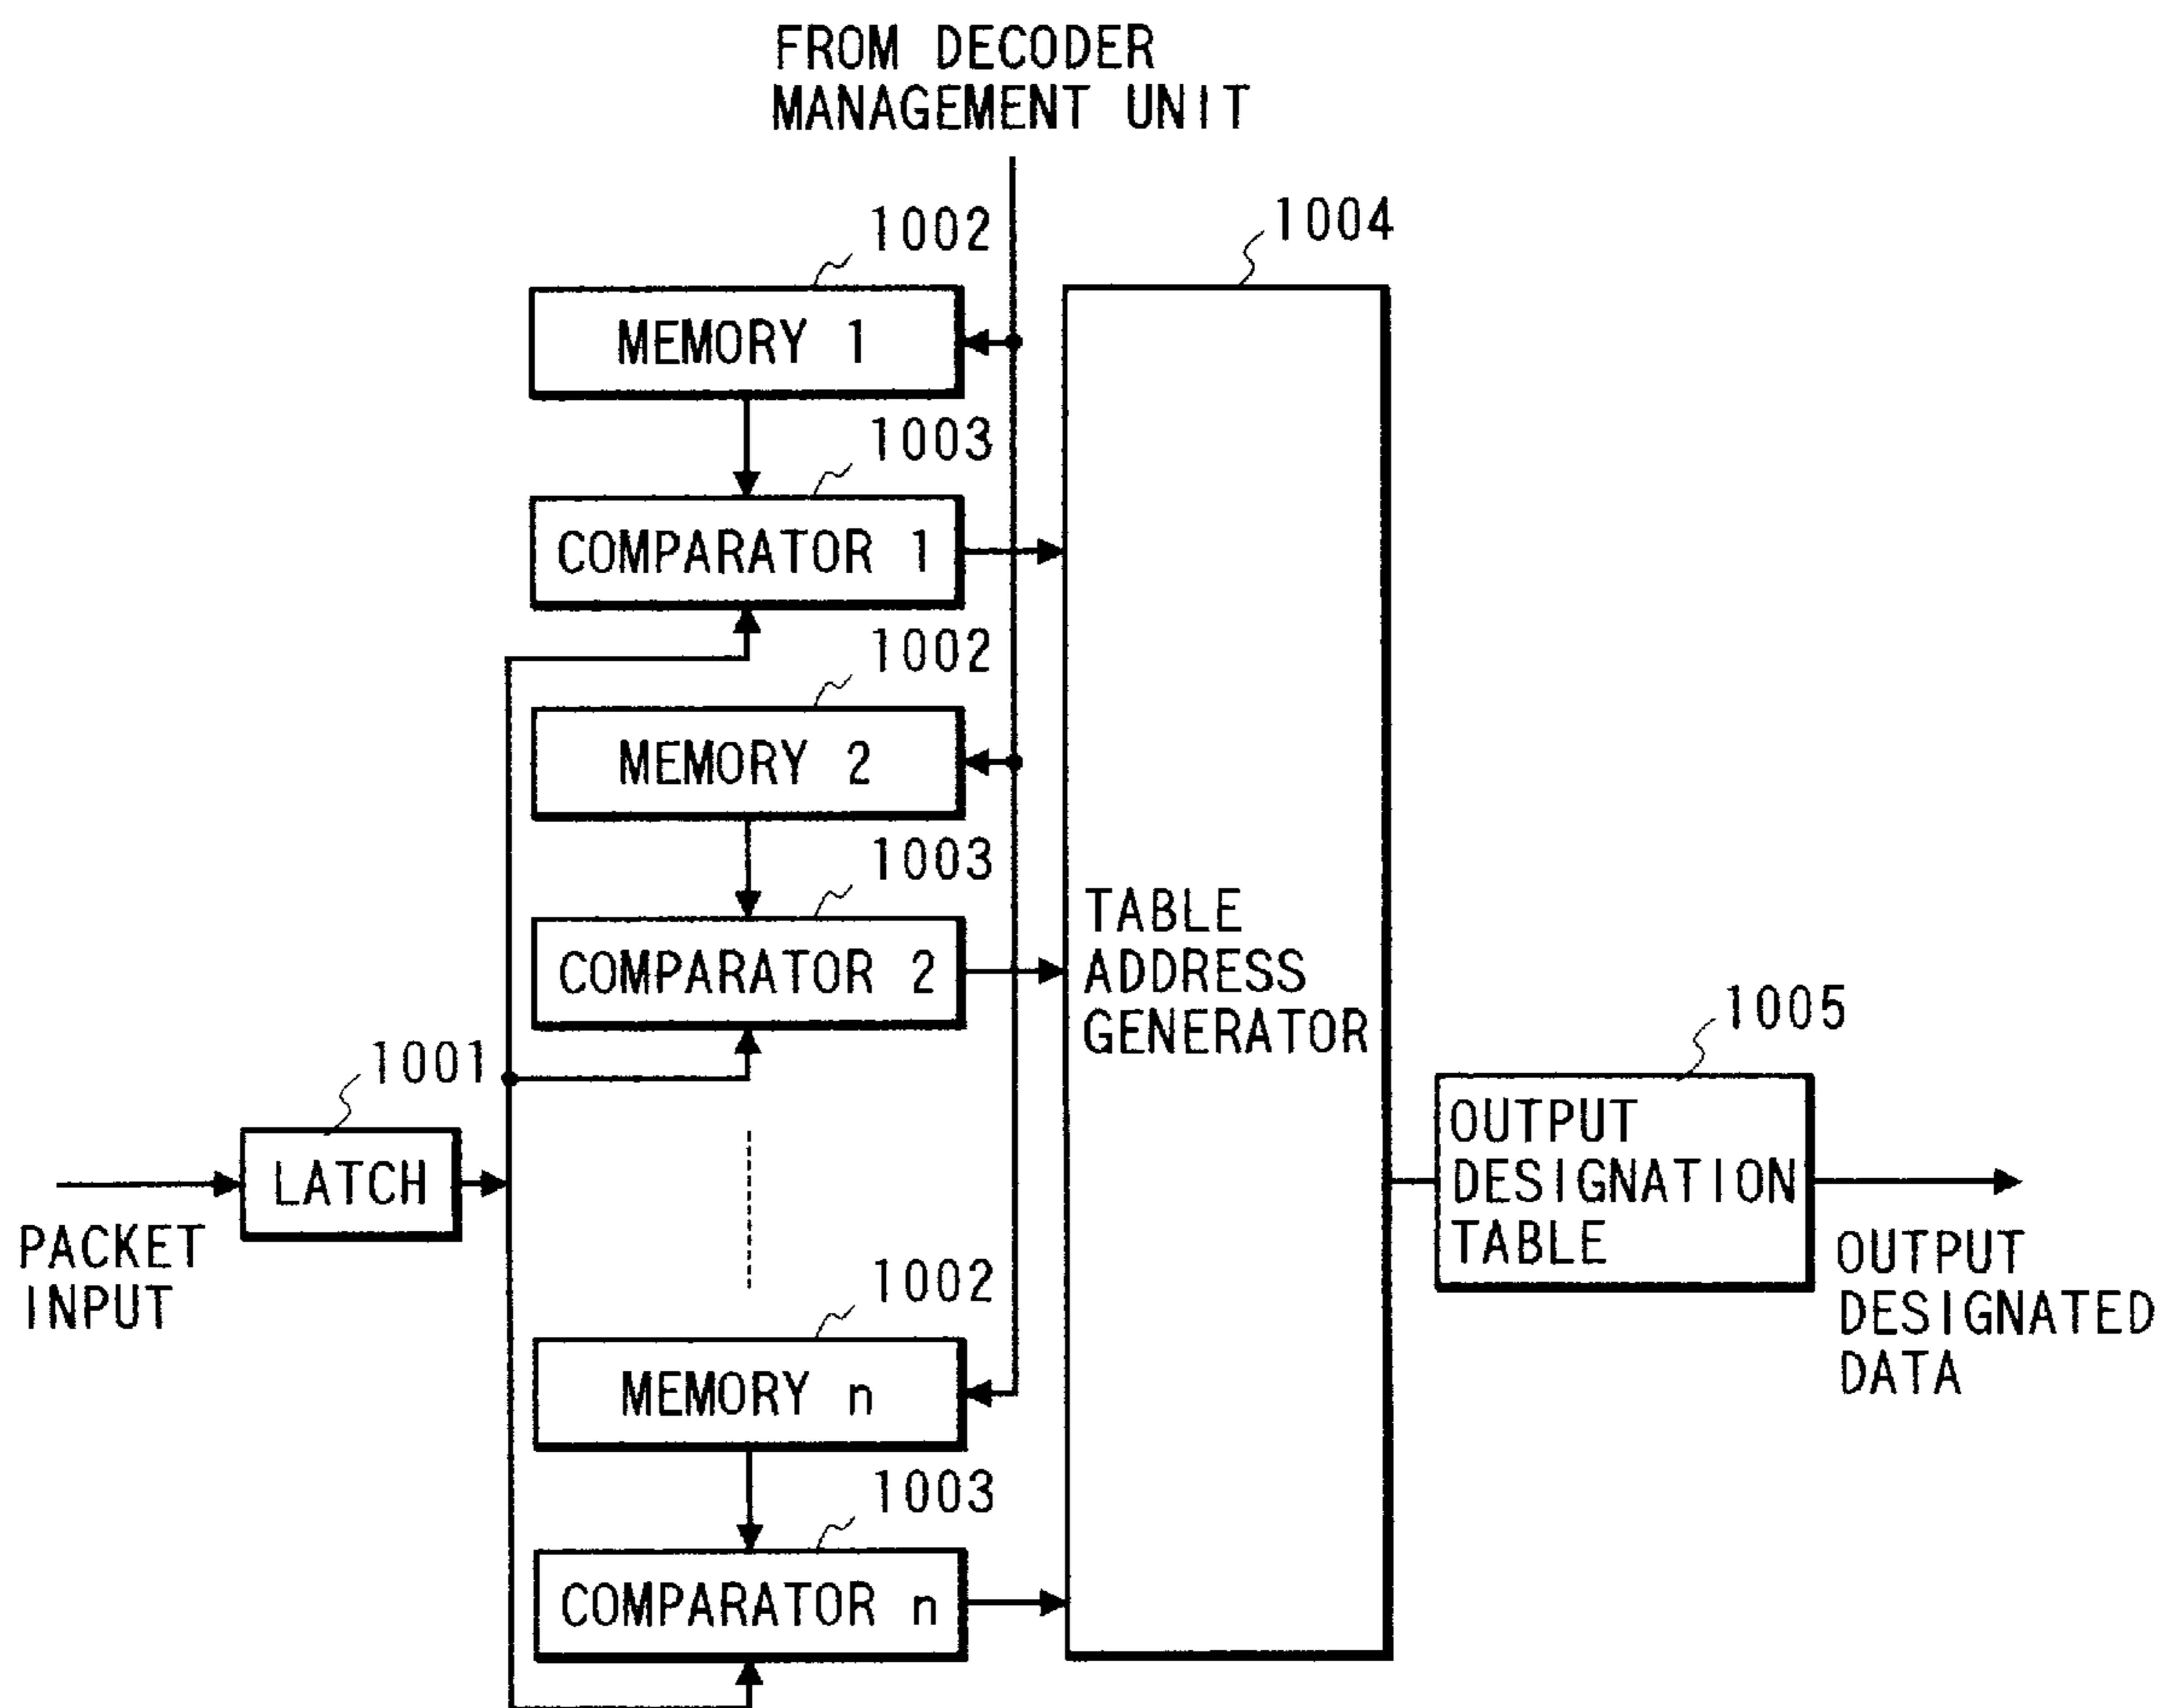 FROM DECODER
MANAGEMENT UNIT
1002
1004
MEMORY 1
1003
COMPARATOR 1
1002
MEMORY 2
1003
COMPARATOR 2
TABLE
ADDRESS
GENERATOR
1001
LATCH
PACKET
INPUT
1005
OUTPUT
DESIGNATION
TABLE
OUTPUT
DESIGNATED
DATA
1002
MEMORY n
1003
COMPARATOR n